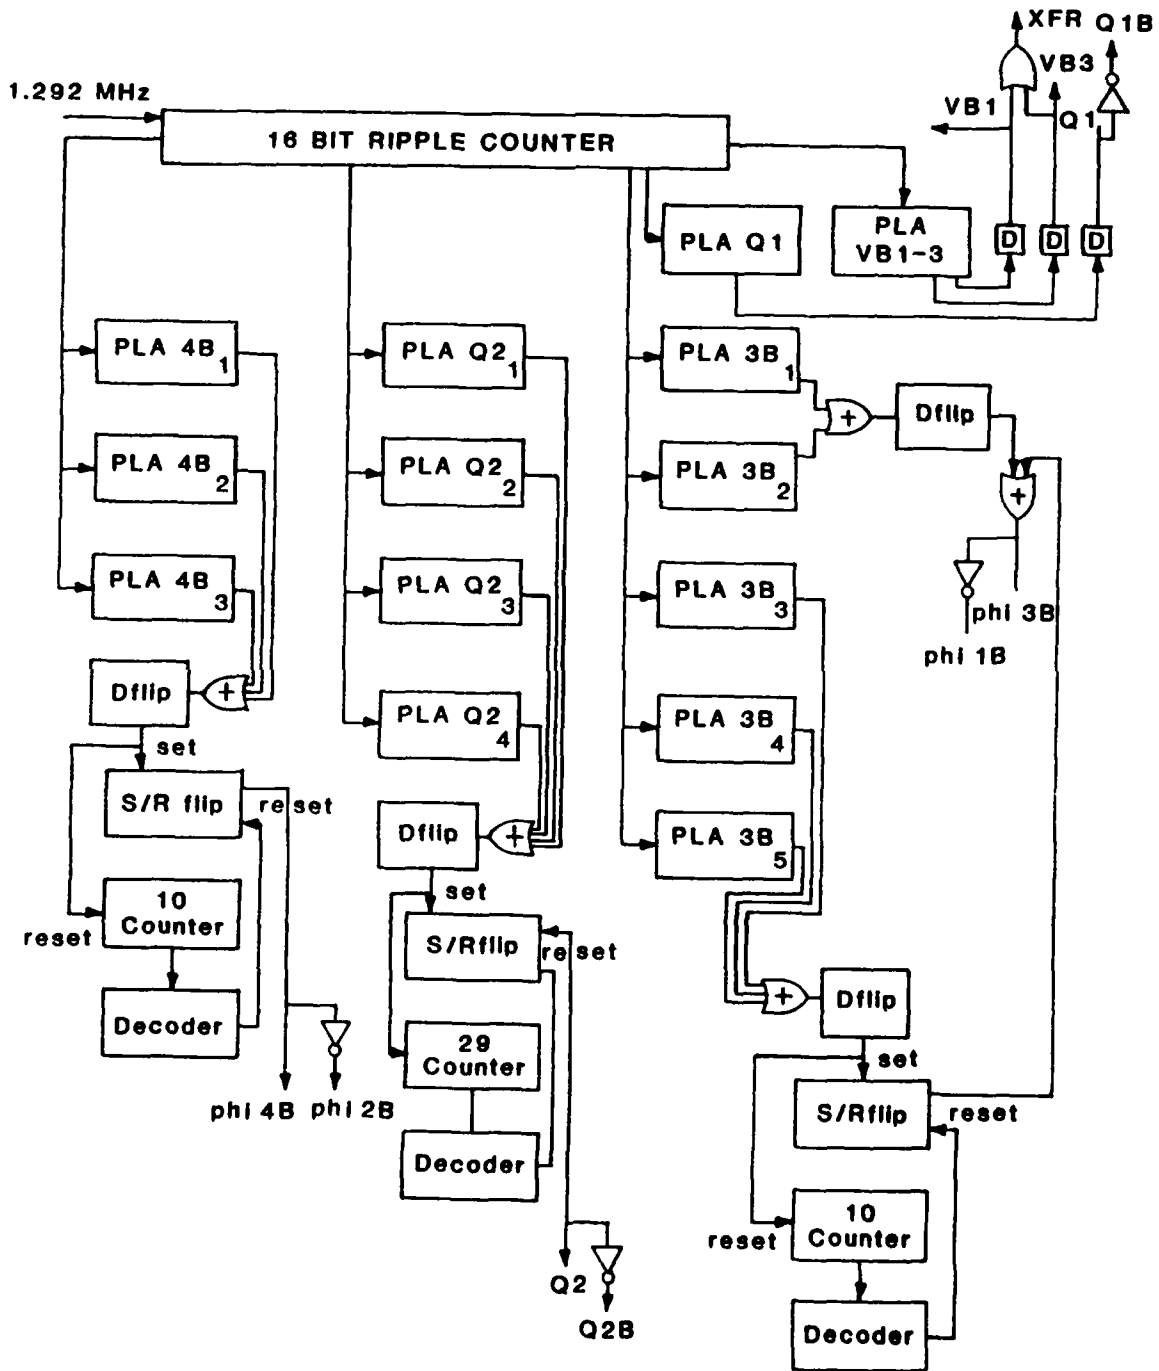 XFR Q1B
VB3
1.292 MHz
VB1
Q1
16 BIT RIPPLE COUNTER
PLA Q1
PLA
VB1-3
D D D
PLA 4B 1
PLA Q2 1
PLA 3B 1
+
Dflip
PLA 4B 2
PLA Q2 2
PLA 3B 2
+
PLA 4B 3
PLA Q2 3
PLA 3B 3
phi 3B
phi 1B
Dflip
+
PLA Q2 4
PLA 3B 4
set
S/R flip
reset
Dflip
+
PLA 3B 5
set
10
Counter
reset
S/Rflip
reset
+
Dflip
Decoder
29
Counter
set
phi 4B phi 2B
S/Rflip
reset
Decoder
10
Counter
reset
Q2
Q2B
Decoder